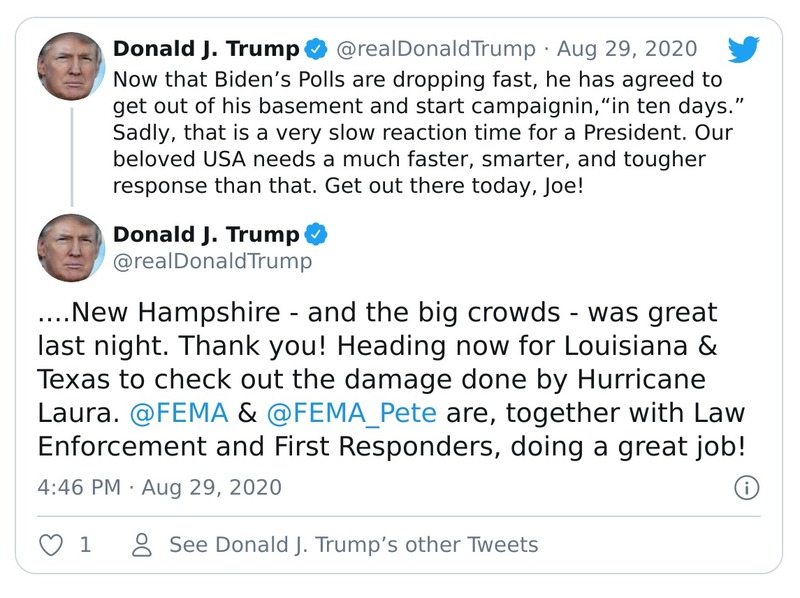 Donald J. Trump @realDonaldTrump · Aug 29, 2020
Now that Biden’s Polls are dropping fast, he has agreed to
get out of his basement and start campaignin,“in ten days.”
Sadly, that is a very slow reaction time for a President. Our
beloved USA needs a much faster, smarter, and tougher
response than that. Get out there today, Joe!
Donald J. Trump
@realDonaldTrump
....New Hampshire - and the big crowds - was great
last night. Thank you! Heading now for Louisiana &
Texas to check out the damage done by Hurricane
Laura. @FEMA & @FEMA_Pete are, together with Law
Enforcement and First Responders, doing a great job!
4:46 PM · Aug 29, 2020
1 See Donald J. Trump’s other Tweets